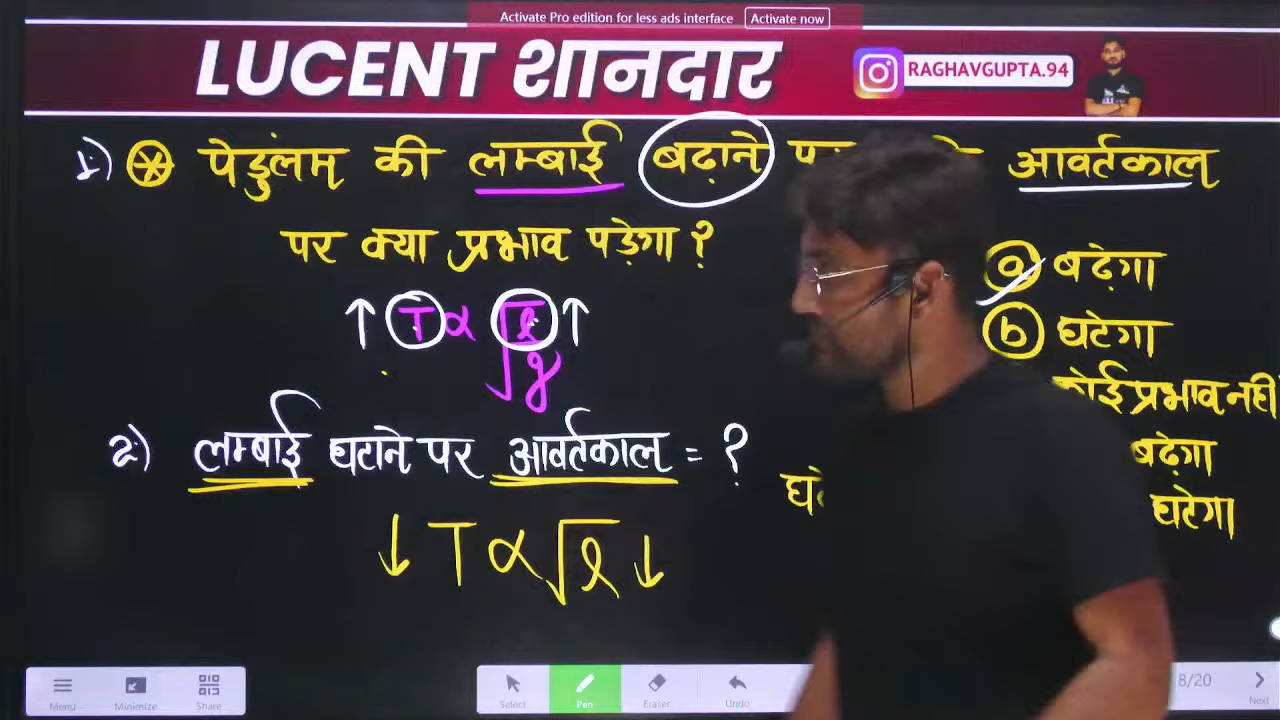 Activate Pro edition for less ads interface Activate now
LUCENT शानदार
RAGHAVGUPTA.94
1) पेडुलंम की लम्बाई बढ़ाने आवर्तकाल
पर क्या प्रभाव पड़ेगा?
a बढ़ेगा
↑ T ∝ √l/g ↑
b घटेगा
प्रभाव नही
2) लम्बाई घटाने पर आवर्तकाल = ?
बढ़ेगा
घटेगा
↓ T ∝ √l ↓
Menu Minimize Share Select Pen Eraser Undo 8/20 Next